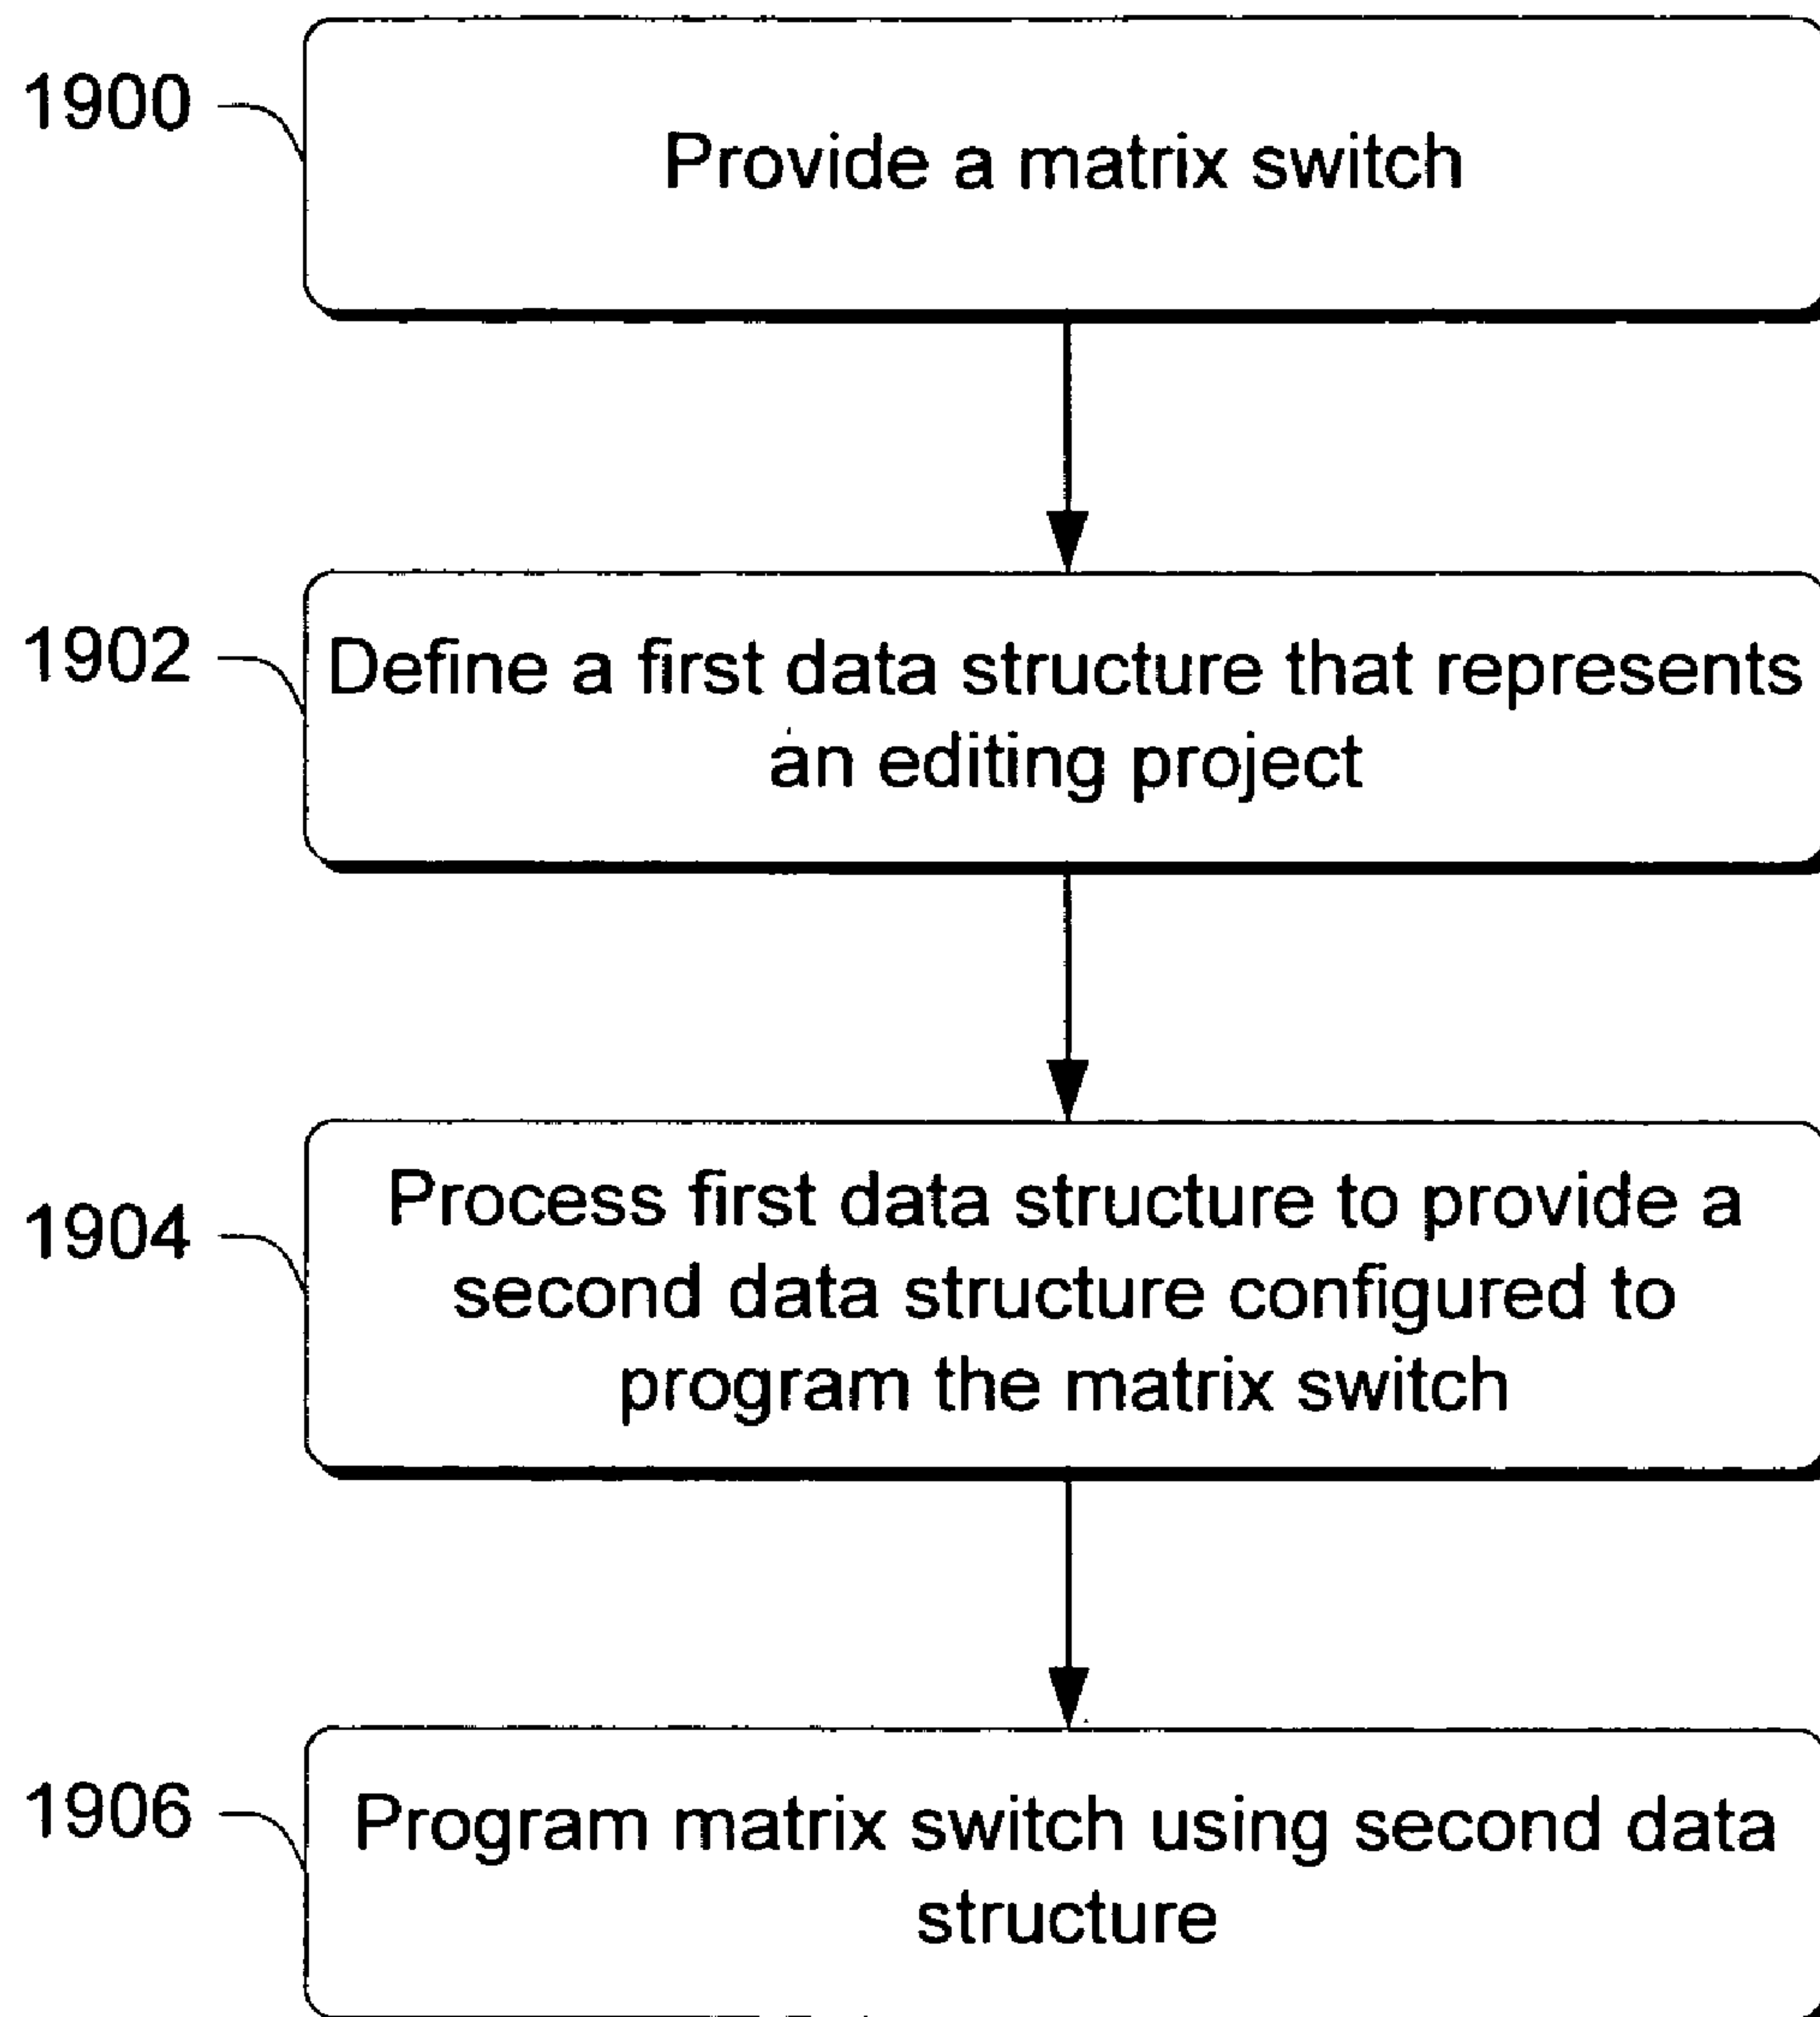 1900
Provide a matrix switch
1902
Define a first data structure that represents
an editing project
1904
Process first data structure to provide a
second data structure configured to
program the matrix switch
1906
Program matrix switch using second data
structure